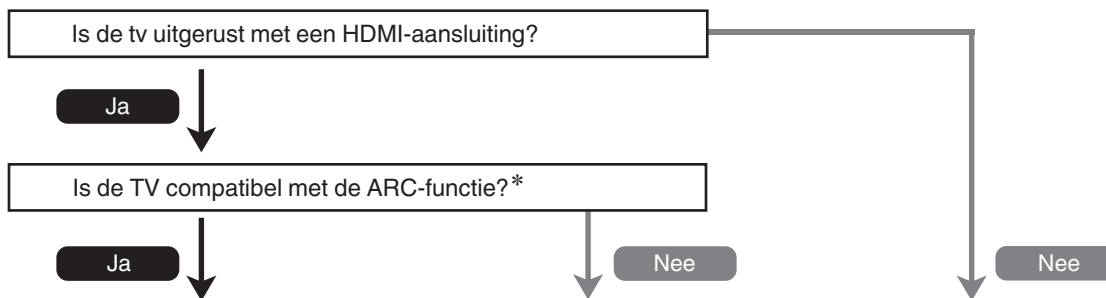 Is de tv uitgerust met een HDMI-aansluiting?
Ja
Is de TV compatibel met de ARC-functie?*
Ja
Nee
Nee